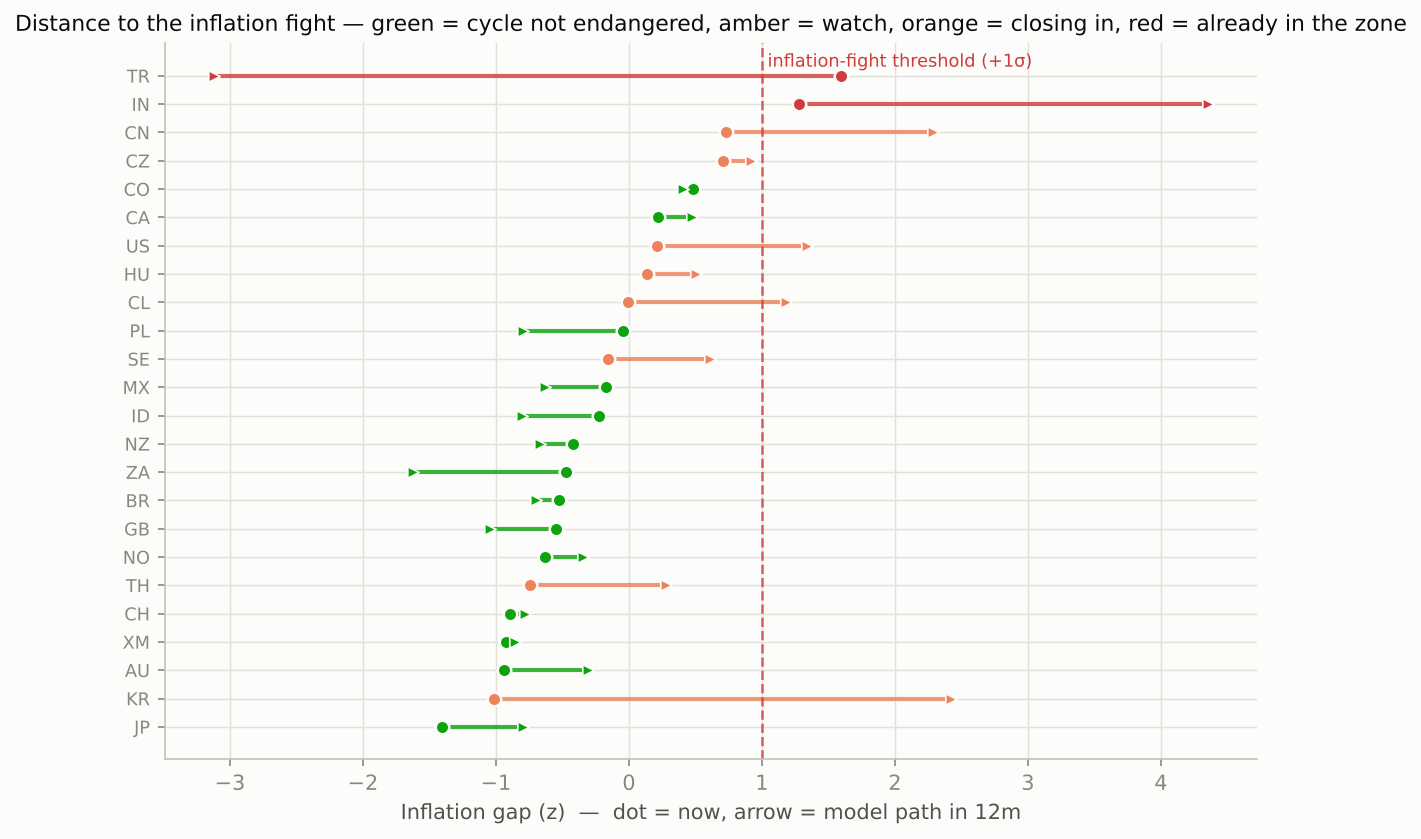 Distance to the inflation fight — green = cycle not endangered, amber = watch, orange = closing in, red = already in the zone
inflation-fight threshold (+1σ)
TR
IN
CN
CZ
CO
CA
US
HU
CL
PL
SE
MX
ID
NZ
ZA
BR
GB
NO
TH
CH
XM
AU
KR
JP
−3 −2 −1 0 1 2 3 4
Inflation gap (z) — dot = now, arrow = model path in 12m